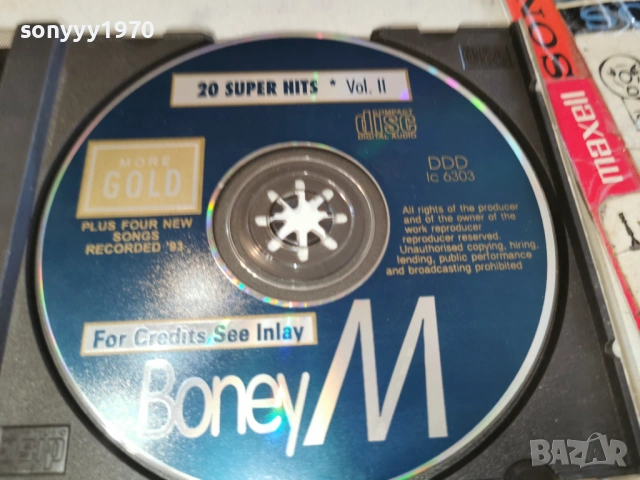 sonyyy1970
20 SUPER HITS * Vol. II
COMPACT
disc
DIGITAL AUDIO
MORE
GOLD
DDD
lc 6303
PLUS FOUR NEW
SONGS
RECORDED '93
All rights of the producer
and of the owner of the
work reproducer
reproducer reserved.
Unauthorised copying, hiring,
lending, public performance
and broadcasting prohibited
For Credits See Inlay
Boney M
maxell
BAZAR